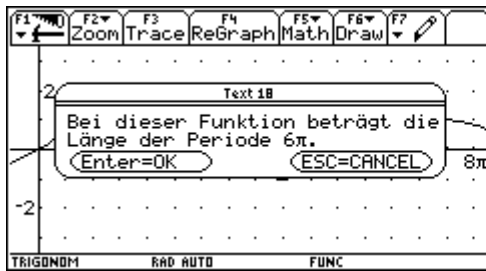 F1 F2 F3 F4 F5 F6 F7
Zoom Trace ReGraph Math Draw
2
Text 18
Bei dieser Funktion beträgt die
Länge der Periode 6π.
Enter=OK ESC=CANCEL
8π
-2
TRIGONOM RAD AUTO FUNC